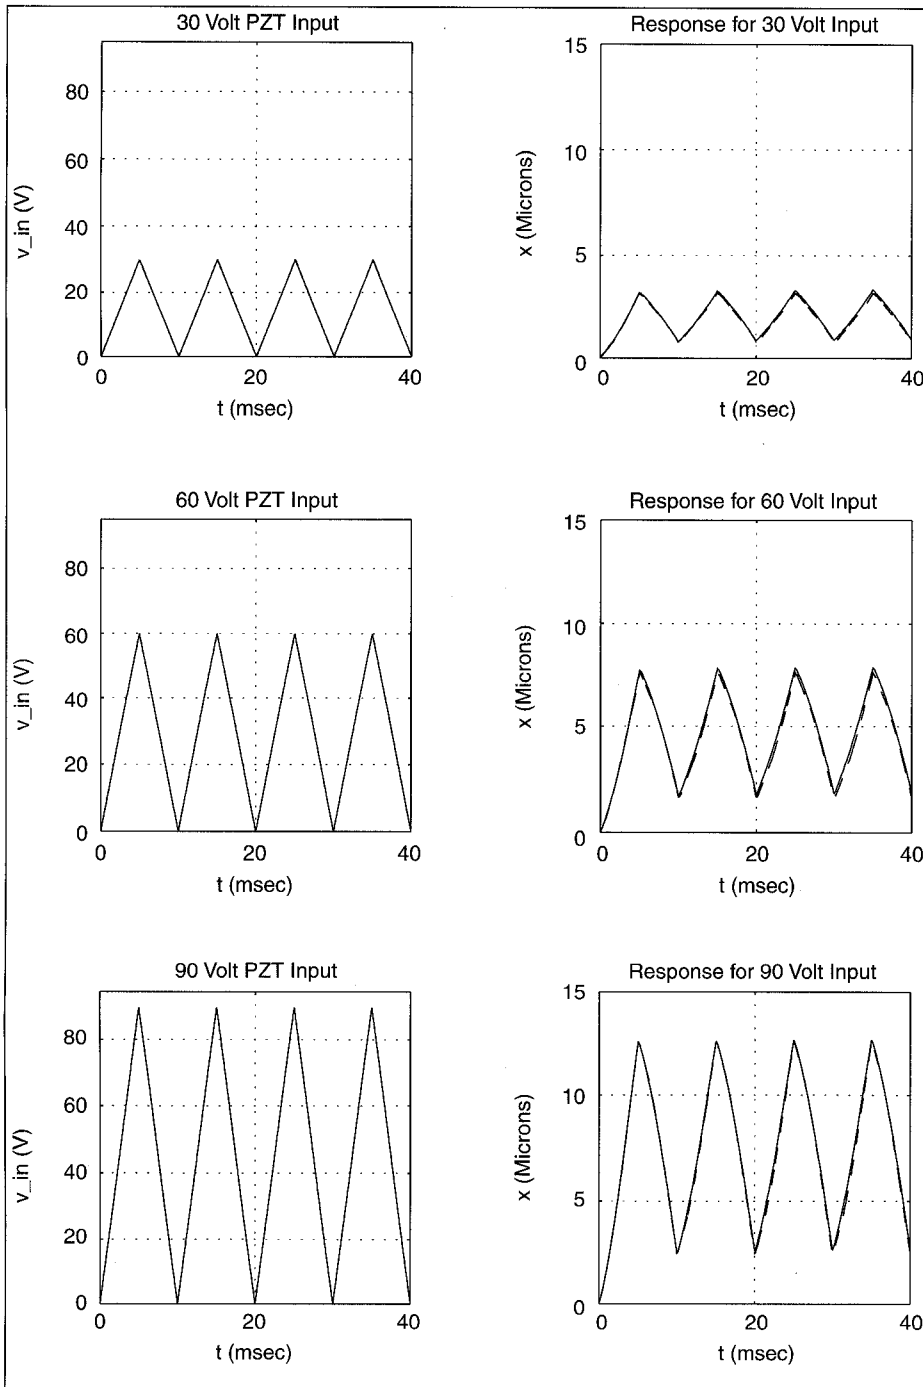 30 Volt PZT Input
v_in (V)
80
60
40
20
0
0 20 40
t (msec)
Response for 30 Volt Input
x (Microns)
15
10
5
0
0 20 40
t (msec)
60 Volt PZT Input
v_in (V)
80
60
40
20
0
0 20 40
t (msec)
Response for 60 Volt Input
x (Microns)
15
10
5
0
0 20 40
t (msec)
90 Volt PZT Input
v_in (V)
80
60
40
20
0
0 20 40
t (msec)
Response for 90 Volt Input
x (Microns)
15
10
5
0
0 20 40
t (msec)